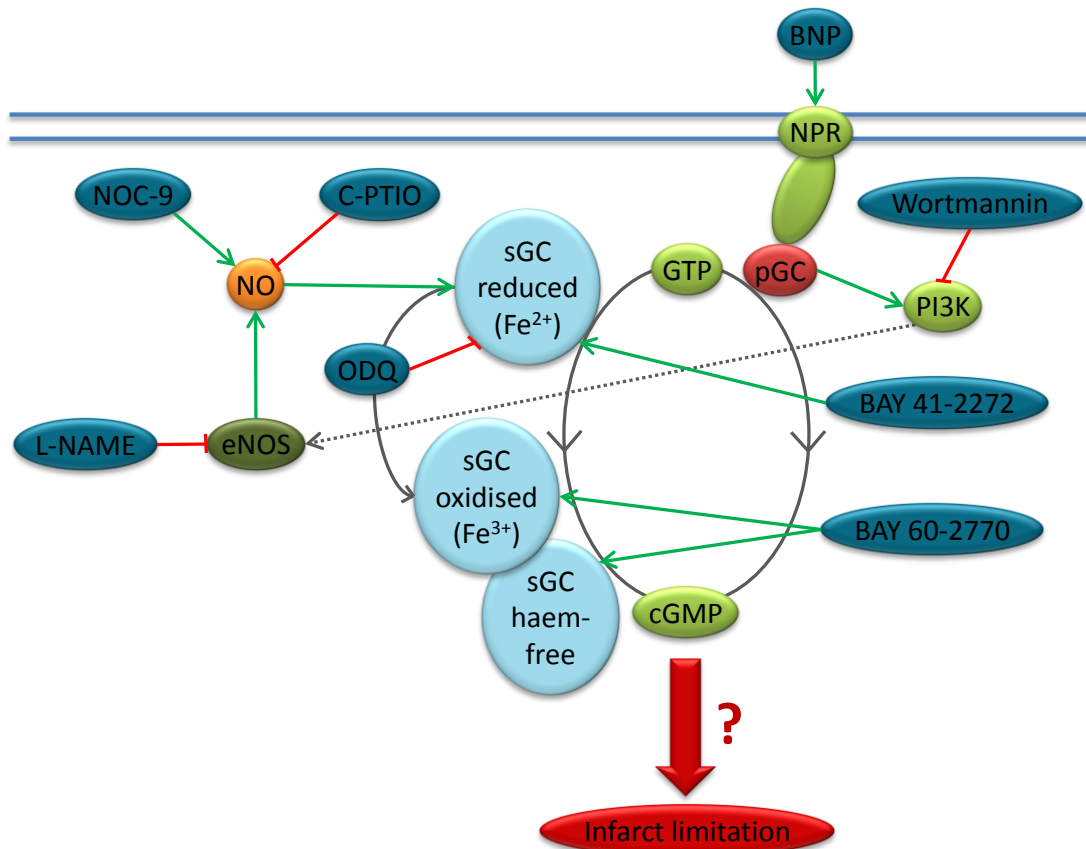 BNP
NPR
NOC-9
C-PTIO
Wortmannin
sGC
reduced
(Fe²⁺)
GTP
pGC
NO
PI3K
ODQ
BAY 41-2272
L-NAME
eNOS
sGC
oxidised
(Fe³⁺)
BAY 60-2770
sGC
haem-
free
cGMP
?
Infarct limitation